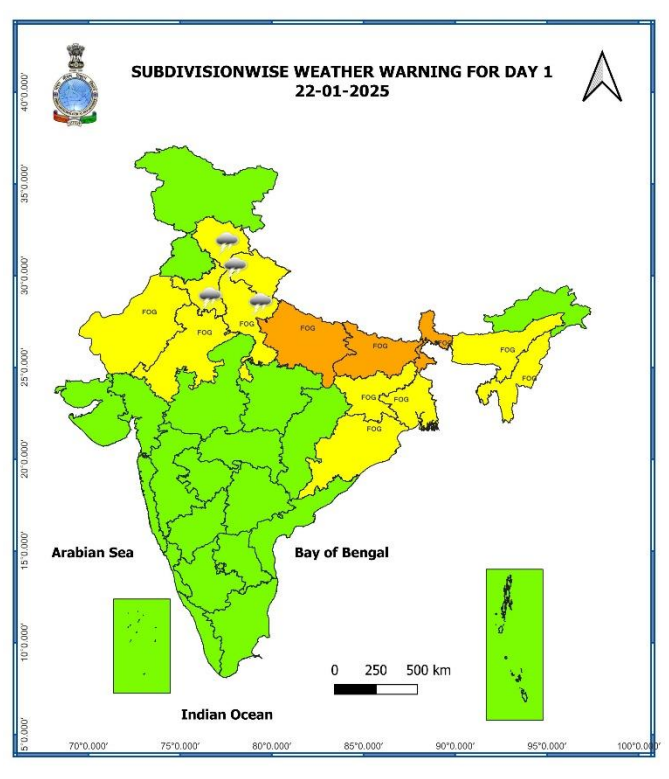 SUBDIVISIONWISE WEATHER WARNING FOR DAY 1
22-01-2025
40°0.000'
35°0.000'
30°0.000'
25°0.000'
20°0.000'
15°0.000'
10°0.000'
5°0.000'
FOG
FOG
FOG
FOG
FOG
FOG
FOG
FOG
FOG
FOG
FOG
Arabian Sea
Bay of Bengal
0 250 500 km
Indian Ocean
70°0.000' 75°0.000' 80°0.000' 85°0.000' 90°0.000' 95°0.000' 100°0.000'